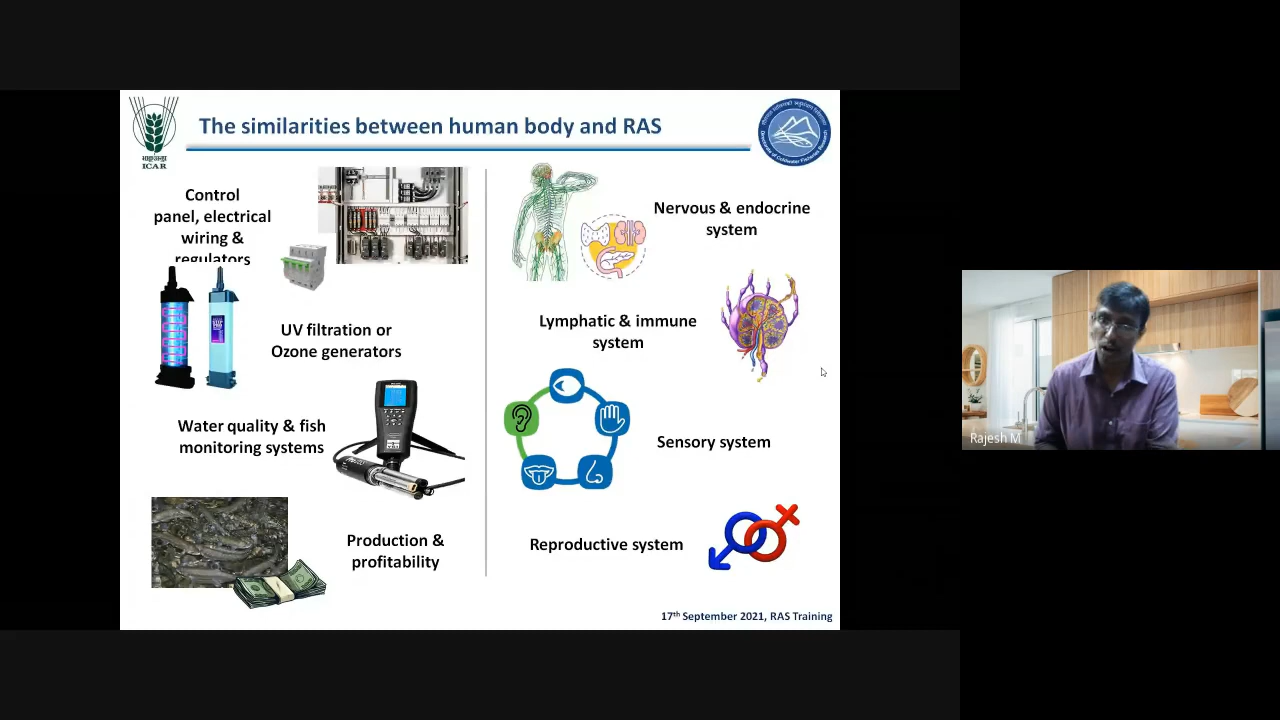 The similarities between human body and RAS
ICAR
Control
panel, electrical
wiring &
regulators
Nervous & endocrine
system
UV filtration or
Ozone generators
Lymphatic & immune
system
Water quality & fish
monitoring systems
Sensory system
Production &
profitability
Reproductive system
17th September 2021, RAS Training
Rajesh M